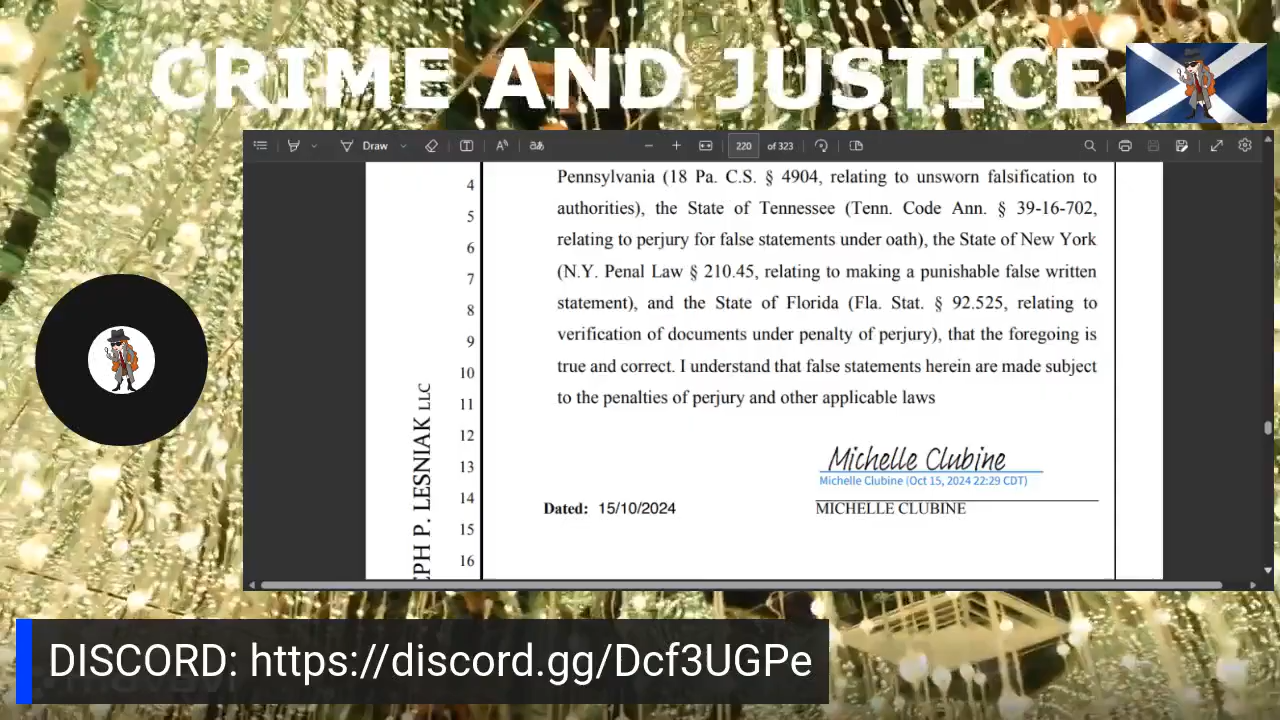 CRIME AND JUSTICE
Draw
220 of 323
4 Pennsylvania (18 Pa. C.S. § 4904, relating to unsworn falsification to
5 authorities), the State of Tennessee (Tenn. Code Ann. § 39-16-702,
6 relating to perjury for false statements under oath), the State of New York
7 (N.Y. Penal Law § 210.45, relating to making a punishable false written
8 statement), and the State of Florida (Fla. Stat. § 92.525, relating to
9 verification of documents under penalty of perjury), that the foregoing is
10 true and correct. I understand that false statements herein are made subject
11 to the penalties of perjury and other applicable laws
12
13 Michelle Clubine
Michelle Clubine (Oct 15, 2024 22:29 CDT)
14 Dated: 15/10/2024 MICHELLE CLUBINE
15
16
P. LESNIAK LLC
DISCORD: https://discord.gg/Dcf3UGPe